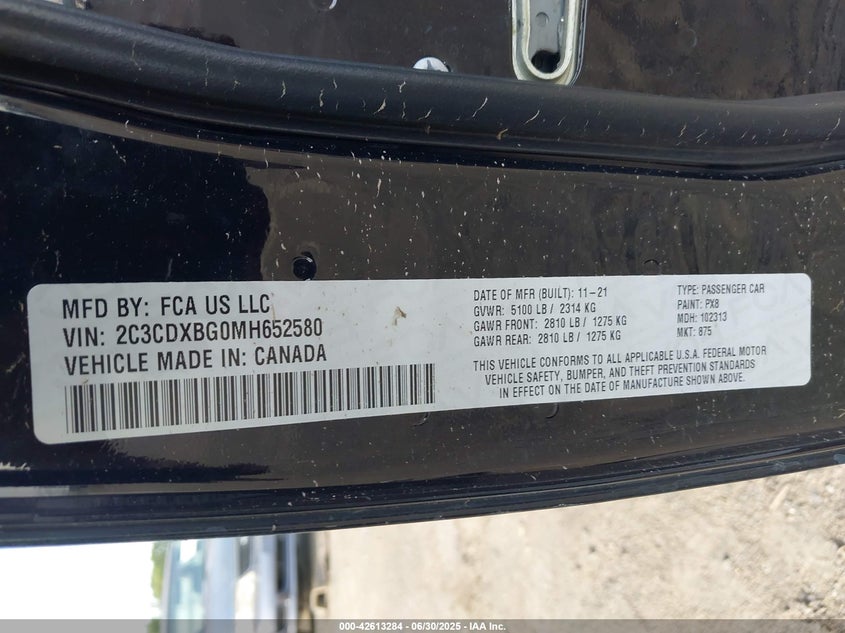 MFD BY: FCA US LLC
VIN: 2C3CDXBG0MH652580
VEHICLE MADE IN: CANADA
DATE OF MFR (BUILT): 11-21
GVWR: 5100 LB / 2314 KG
GAWR FRONT: 2810 LB / 1275 KG
GAWR REAR: 2810 LB / 1275 KG
TYPE: PASSENGER CAR
PAINT: PX8
MDH: 102313
MKT: 875
THIS VEHICLE CONFORMS TO ALL APPLICABLE U.S.A. FEDERAL MOTOR
VEHICLE SAFETY, BUMPER, AND THEFT PREVENTION STANDARDS
IN EFFECT ON THE DATE OF MANUFACTURE SHOWN ABOVE.
000-42613284 - 06/30/2025 - IAA Inc.